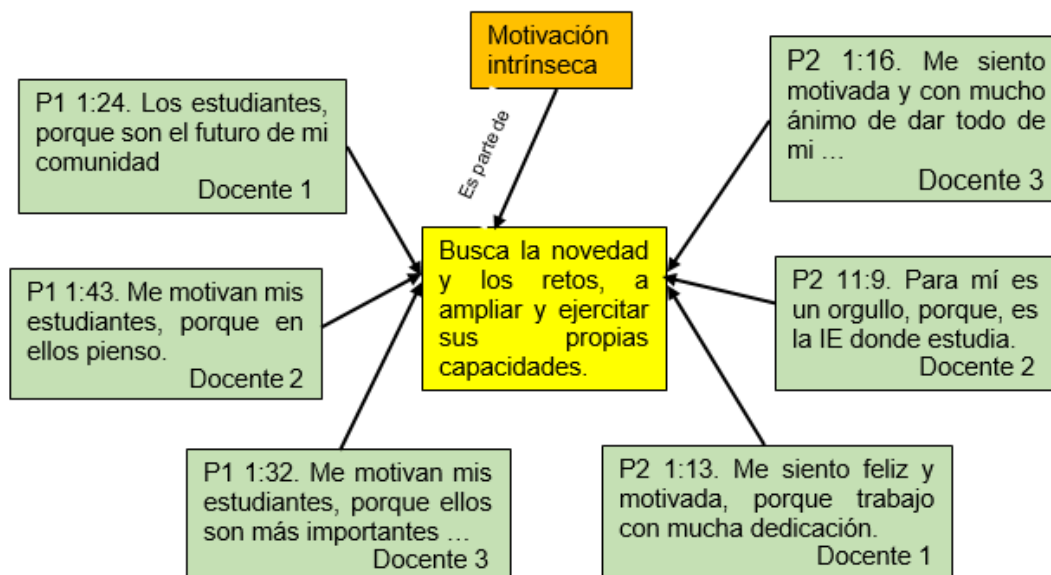 Motivación
intrínseca
P1 1:24. Los estudiantes,
porque son el futuro de mi
comunidad
Docente 1
Es parte de
P2 1:16. Me siento
motivada y con mucho
ánimo de dar todo de
mi …
Docente 3
P1 1:43. Me motivan mis
estudiantes, porque en
ellos pienso.
Docente 2
Busca la novedad
y los retos, a
ampliar y ejercitar
sus propias
capacidades.
P2 11:9. Para mí es
un orgullo, porque, es
la IE donde estudia.
Docente 2
P1 1:32. Me motivan mis
estudiantes, porque ellos
son más importantes …
Docente 3
P2 1:13. Me siento feliz y
motivada, porque trabajo
con mucha dedicación.
Docente 1